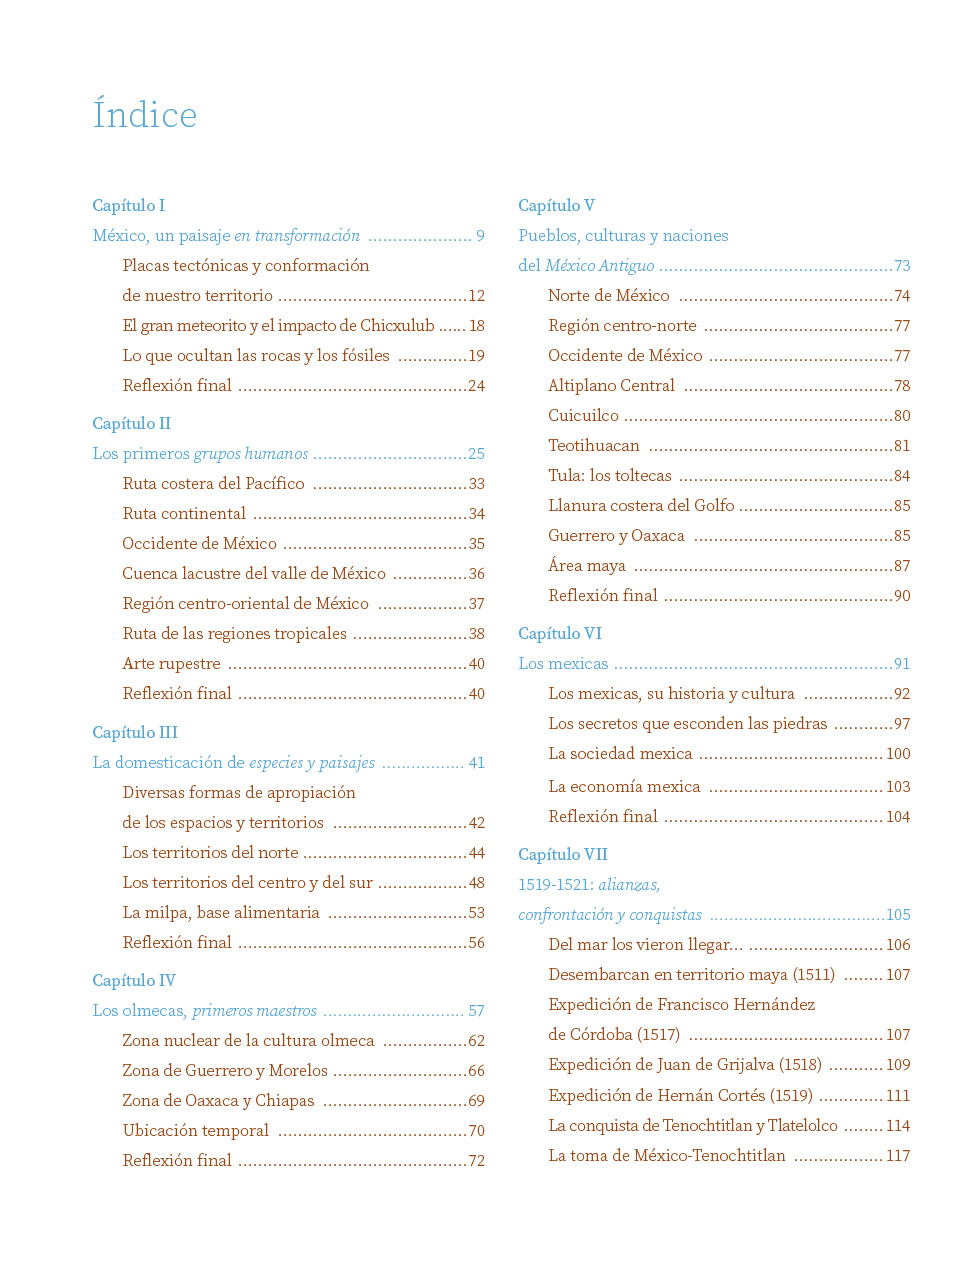 Índice
Capítulo I
México, un paisaje en transformación ..................... 9
Placas tectónicas y conformación
de nuestro territorio ......................................12
El gran meteorito y el impacto de Chicxulub ...... 18
Lo que ocultan las rocas y los fósiles ..............19
Reflexión final ..............................................24
Capítulo II
Los primeros grupos humanos ...............................25
Ruta costera del Pacífico ...............................33
Ruta continental ...........................................34
Occidente de México .....................................35
Cuenca lacustre del valle de México ...............36
Región centro-oriental de México ..................37
Ruta de las regiones tropicales .......................38
Arte rupestre ................................................40
Reflexión final ..............................................40
Capítulo III
La domesticación de especies y paisajes ................. 41
Diversas formas de apropiación
de los espacios y territorios ...........................42
Los territorios del norte .................................44
Los territorios del centro y del sur ..................48
La milpa, base alimentaria ............................53
Reflexión final ..............................................56
Capítulo IV
Los olmecas, primeros maestros ............................ 57
Zona nuclear de la cultura olmeca .................62
Zona de Guerrero y Morelos ...........................66
Zona de Oaxaca y Chiapas .............................69
Ubicación temporal ......................................70
Reflexión final ..............................................72
Capítulo V
Pueblos, culturas y naciones
del México Antiguo ...............................................73
Norte de México ...........................................74
Región centro-norte ......................................77
Occidente de México .....................................77
Altiplano Central ..........................................78
Cuicuilco ......................................................80
Teotihuacan .................................................81
Tula: los toltecas ...........................................84
Llanura costera del Golfo ...............................85
Guerrero y Oaxaca ........................................85
Área maya ....................................................87
Reflexión final ..............................................90
Capítulo VI
Los mexicas ........................................................91
Los mexicas, su historia y cultura ..................92
Los secretos que esconden las piedras ............97
La sociedad mexica ..................................... 100
La economía mexica ................................... 103
Reflexión final ............................................ 104
Capítulo VII
1519-1521: alianzas,
confrontación y conquistas ...................................105
Del mar los vieron llegar... ........................... 106
Desembarcan en territorio maya (1511) ........ 107
Expedición de Francisco Hernández
de Córdoba (1517) ....................................... 107
Expedición de Juan de Grijalva (1518) ........... 109
Expedición de Hernán Cortés (1519) ............. 111
La conquista de Tenochtitlan y Tlatelolco ........ 114
La toma de México-Tenochtitlan .................. 117